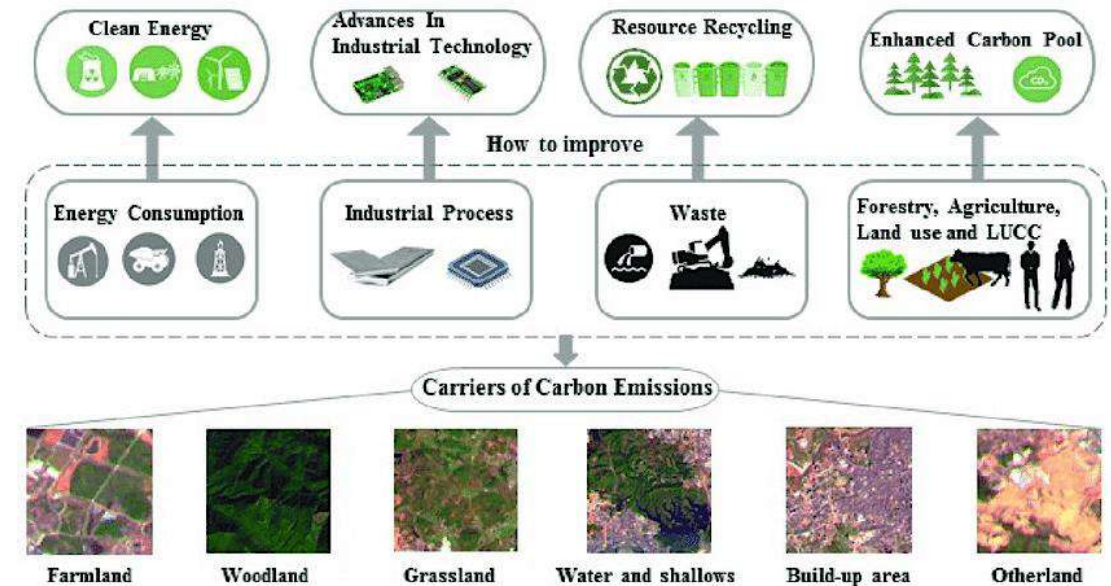 Clean Energy
Advances In
Industrial Technology
Resource Recycling
Enhanced Carbon Pool
CO₂
How to improve
Energy Consumption
Industrial Process
Waste
Forestry, Agriculture,
Land use and LUCC
Carriers of Carbon Emissions
Farmland
Woodland
Grassland
Water and shallows
Build-up area
Otherland